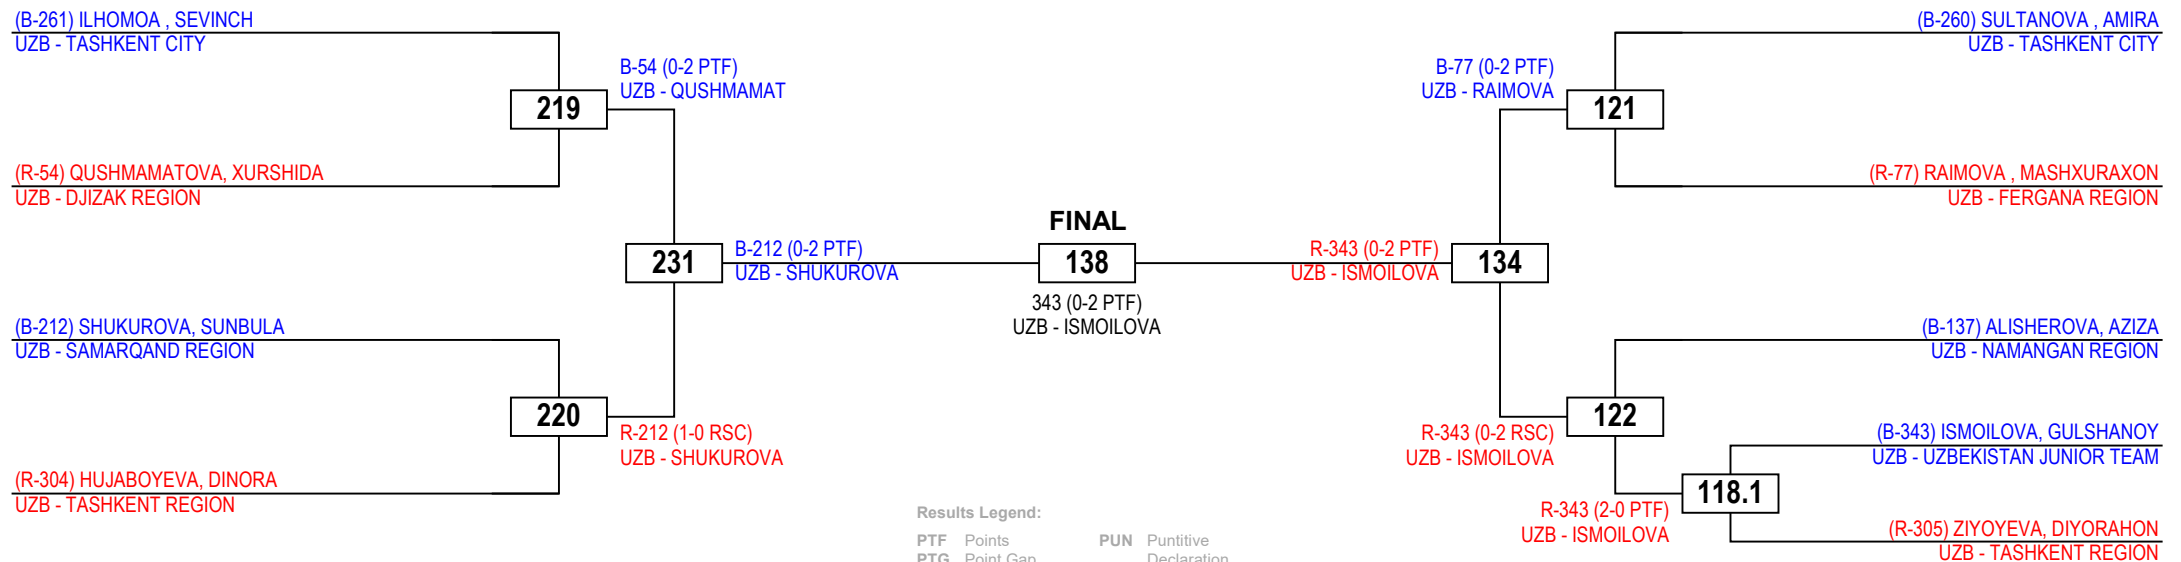 (B-261) ILHOMOA , SEVINCH
UZB - TASHKENT CITY
B-54 (0-2 PTF)
UZB - QUSHMAMAT
219
(R-54) QUSHMAMATOVA, XURSHIDA
UZB - DJIZAK REGION
231
B-212 (0-2 PTF)
UZB - SHUKUROVA
(B-212) SHUKUROVA, SUNBULA
UZB - SAMARQAND REGION
220
R-212 (1-0 RSC)
UZB - SHUKUROVA
(R-304) HUJABOYEVA, DINORA
UZB - TASHKENT REGION
FINAL
138
343 (0-2 PTF)
UZB - ISMOILOVA
(B-260) SULTANOVA , AMIRA
UZB - TASHKENT CITY
B-77 (0-2 PTF)
UZB - RAIMOVA
121
(R-77) RAIMOVA , MASHXURAXON
UZB - FERGANA REGION
R-343 (0-2 PTF)
UZB - ISMOILOVA
134
(B-137) ALISHEROVA, AZIZA
UZB - NAMANGAN REGION
122
R-343 (0-2 RSC)
UZB - ISMOILOVA
(B-343) ISMOILOVA, GULSHANOY
UZB - UZBEKISTAN JUNIOR TEAM
118.1
R-343 (2-0 PTF)
UZB - ISMOILOVA
(R-305) ZIYOYEVA, DIYORAHON
UZB - TASHKENT REGION
Results Legend:
PTF Points PUN Puntitive
PTG Point Gap Declaration